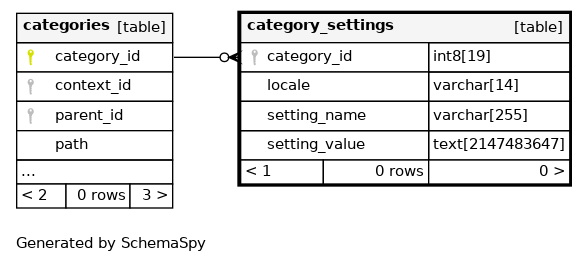 categories [table]
category_id
context_id
parent_id
path
...
< 2 0 rows 3 >
category_settings [table]
category_id int8[19]
locale varchar[14]
setting_name varchar[255]
setting_value text[2147483647]
< 1 0 rows 0 >
Generated by SchemaSpy